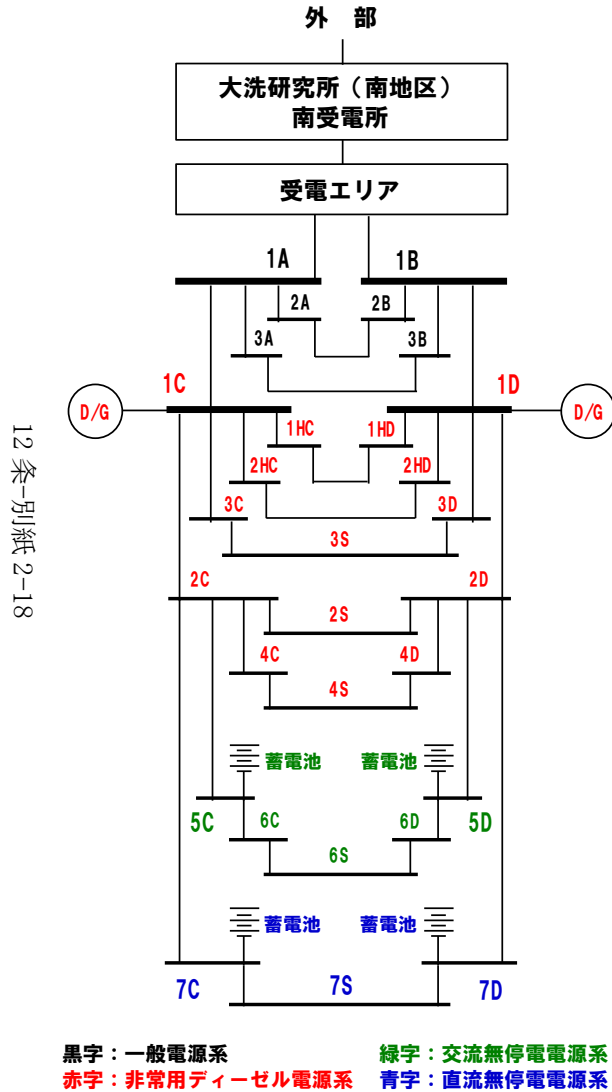 外 部
大洗研究所（南地区）
南受電所
受電エリア
1A 1B
2A 2B
3A 3B
1C 1D
D/G D/G
1HC 1HD
2HC 2HD
3C 3D
3S
2C 2D
2S
4C 4D
4S
蓄電池 蓄電池
5C 6C 6D 5D
6S
蓄電池 蓄電池
7C 7S 7D
黒字：一般電源系 緑字：交流無停電電源系
赤字：非常用ディーゼル電源系 青字：直流無停電電源系
12 条-別紙 2-18